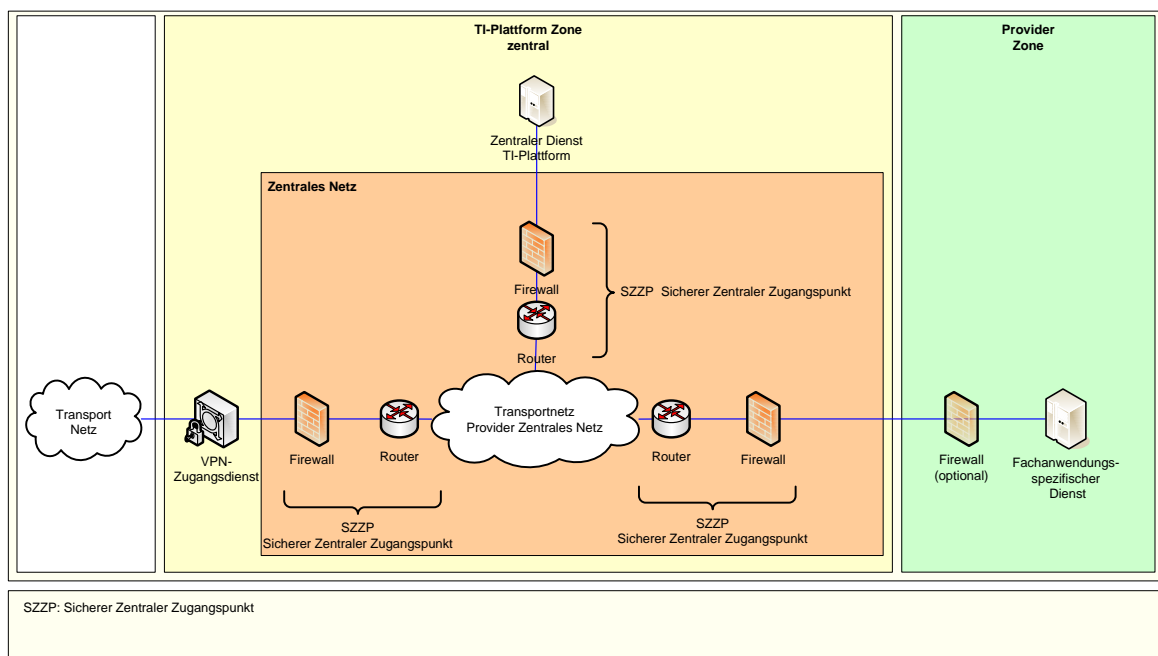 TI-Plattform Zone
zentral
Provider
Zone
Zentraler Dienst
TI-Plattform
Zentrales Netz
Firewall
SZZP Sicherer Zentraler Zugangspunkt
Router
Transport
Netz
Transportnetz
Provider Zentrales Netz
VPN-
Zugangsdienst
Firewall
Router
Router
Firewall
Firewall
(optional)
Fachanwendungs-
spezifischer
Dienst
SZZP
Sicherer Zentraler Zugangspunkt
SZZP
Sicherer Zentraler Zugangspunkt
SZZP: Sicherer Zentraler Zugangspunkt